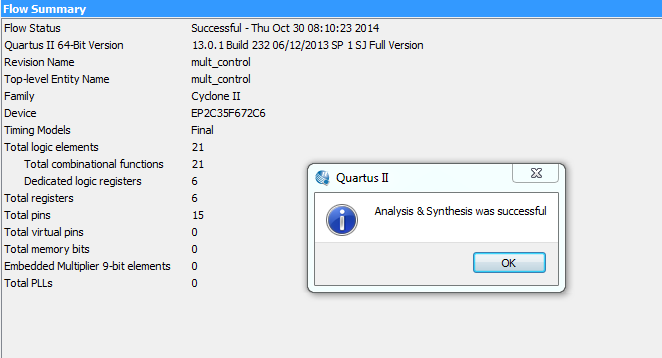 Flow Summary
Flow Status Successful - Thu Oct 30 08:10:23 2014
Quartus II 64-Bit Version 13.0.1 Build 232 06/12/2013 SP 1 SJ Full Version
Revision Name mult_control
Top-level Entity Name mult_control
Family Cyclone II
Device EP2C35F672C6
Timing Models Final
Total logic elements 21
Total combinational functions 21
Dedicated logic registers 6
Total registers 6
Total pins 15
Total virtual pins 0
Total memory bits 0
Embedded Multiplier 9-bit elements 0
Total PLLs 0
Quartus II
Analysis & Synthesis was successful
OK